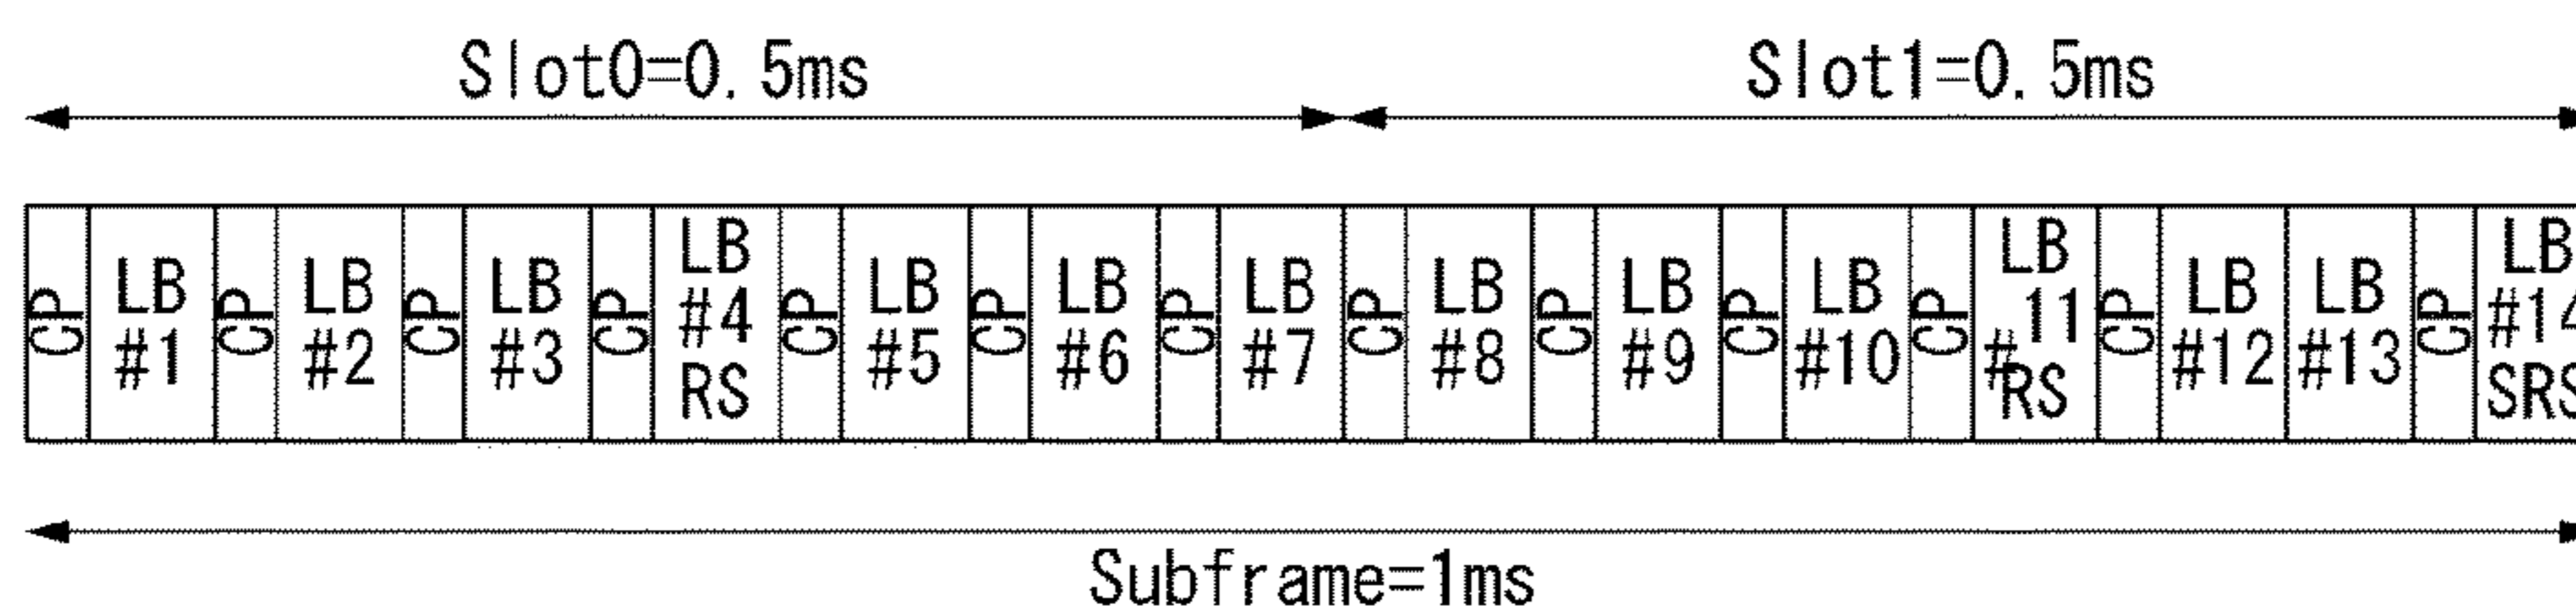 Slot0=0.5ms
Slot1=0.5ms
CP
LB
#1
CP
LB
#2
CP
LB
#3
CP
LB
#4
RS
CP
LB
#5
CP
LB
#6
CP
LB
#7
CP
LB
#8
CP
LB
#9
CP
LB
#10
CP
LB
#11
RS
CP
LB
#12
LB
#13
CP
LB
#14
SRS
Subframe=1ms